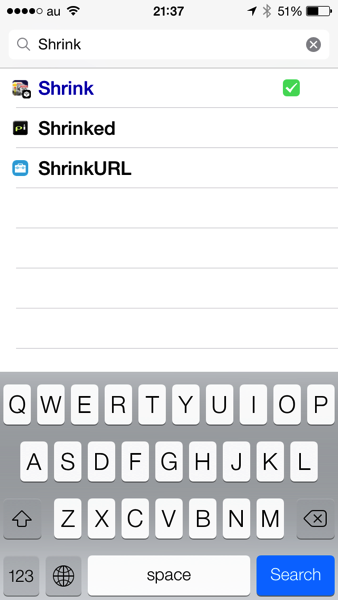 au 21:37 51%
Shrink
Shrink
Shrinked
ShrinkURL
Q W E R T Y U I O P
A S D F G H J K L
Z X C V B N M
123 space Search